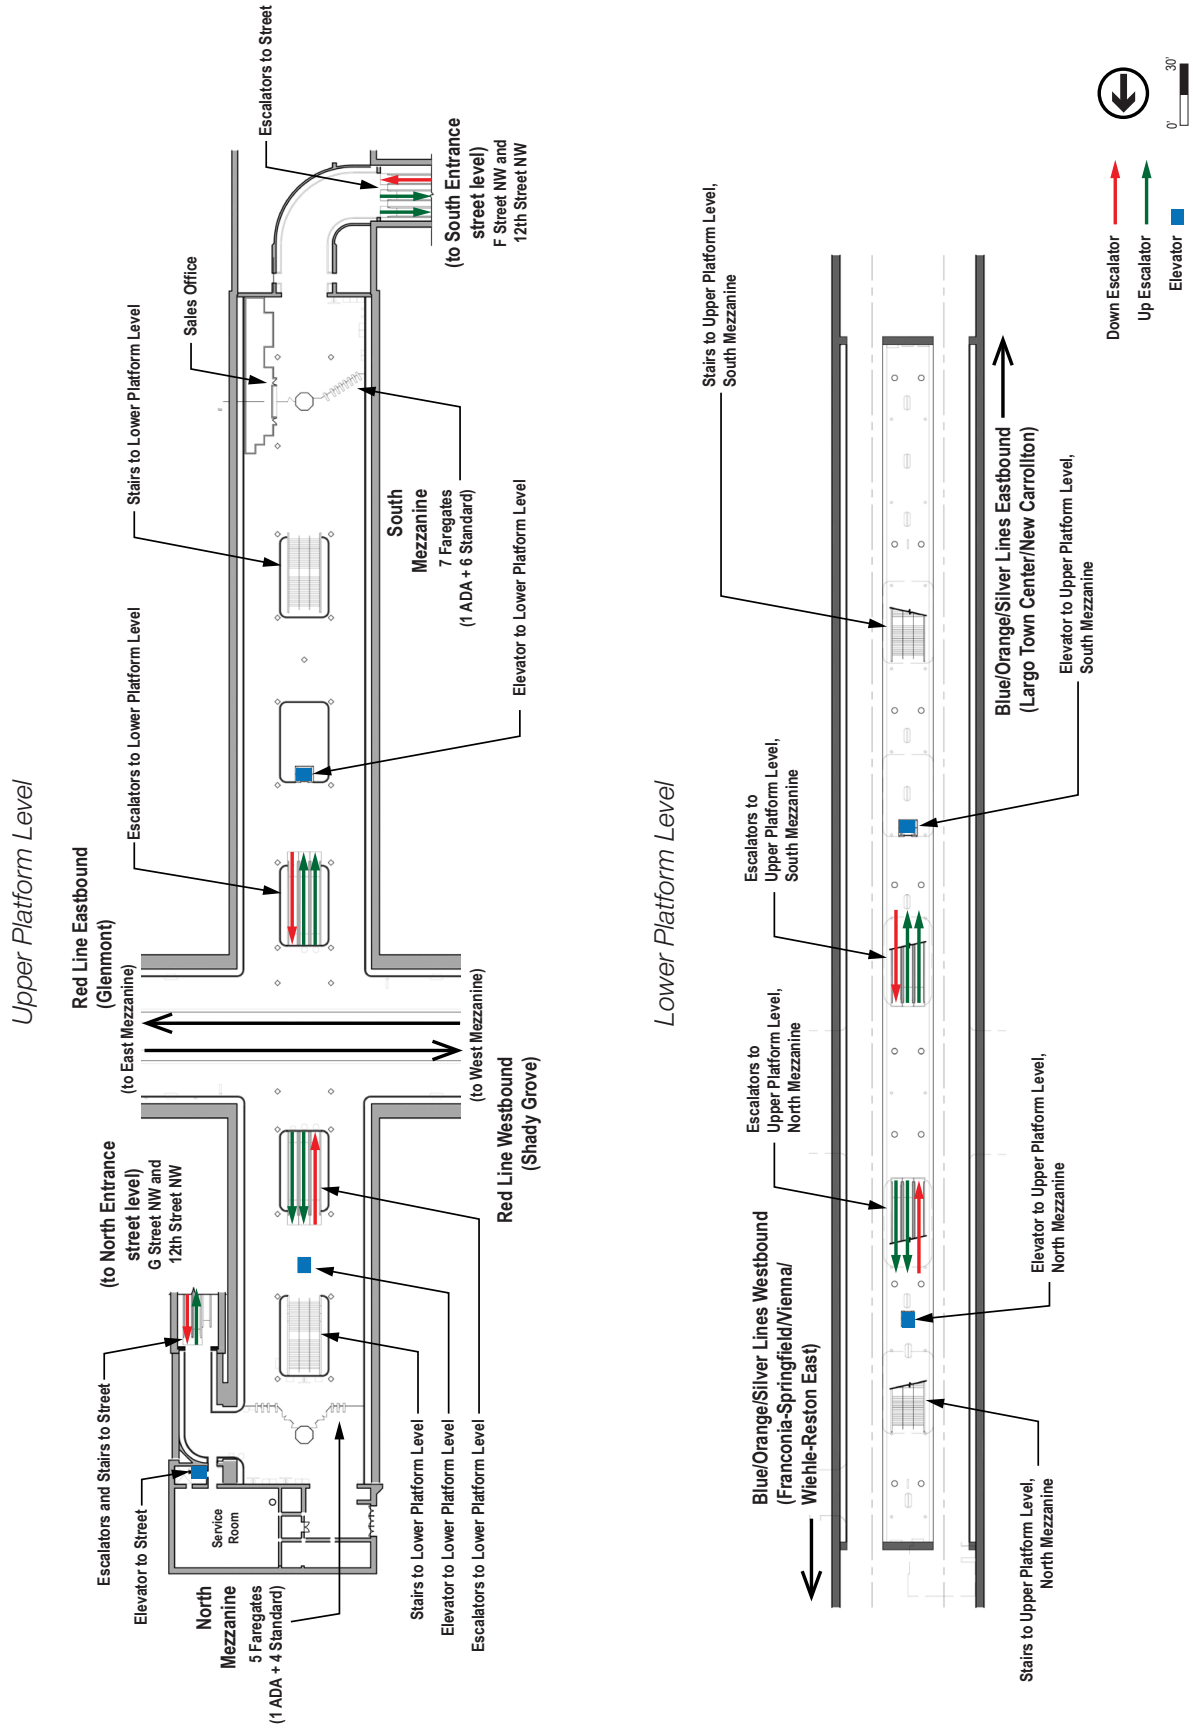 Upper Platform Level
Escalators and Stairs to Street
Elevator to Street
(to North Entrance
street level)
G Street NW and
12th Street NW
Red Line Eastbound
(Glenmont)
(to East Mezzanine)
Escalators to Lower Platform Level
Stairs to Lower Platform Level
Sales Office
Escalators to Street
Service
Room
North
Mezzanine
5 Faregates
(1 ADA + 4 Standard)
Stairs to Lower Platform Level
Elevator to Lower Platform Level
Escalators to Lower Platform Level
(to West Mezzanine)
Red Line Westbound
(Shady Grove)
Elevator to Lower Platform Level
South
Mezzanine
7 Faregates
(1 ADA + 6 Standard)
(to South Entrance
street level)
F Street NW and
12th Street NW
Lower Platform Level
Blue/Orange/Silver Lines Westbound
(Franconia-Springfield/Vienna/
Wiehle-Reston East)
Escalators to
Upper Platform Level,
North Mezzanine
Escalators to
Upper Platform Level,
South Mezzanine
Stairs to Upper Platform Level,
South Mezzanine
Stairs to Upper Platform Level,
North Mezzanine
Elevator to Upper Platform Level,
North Mezzanine
Blue/Orange/Silver Lines Eastbound
(Largo Town Center/New Carrollton)
Elevator to Upper Platform Level,
South Mezzanine
Down Escalator
Up Escalator
Elevator
0'
30'